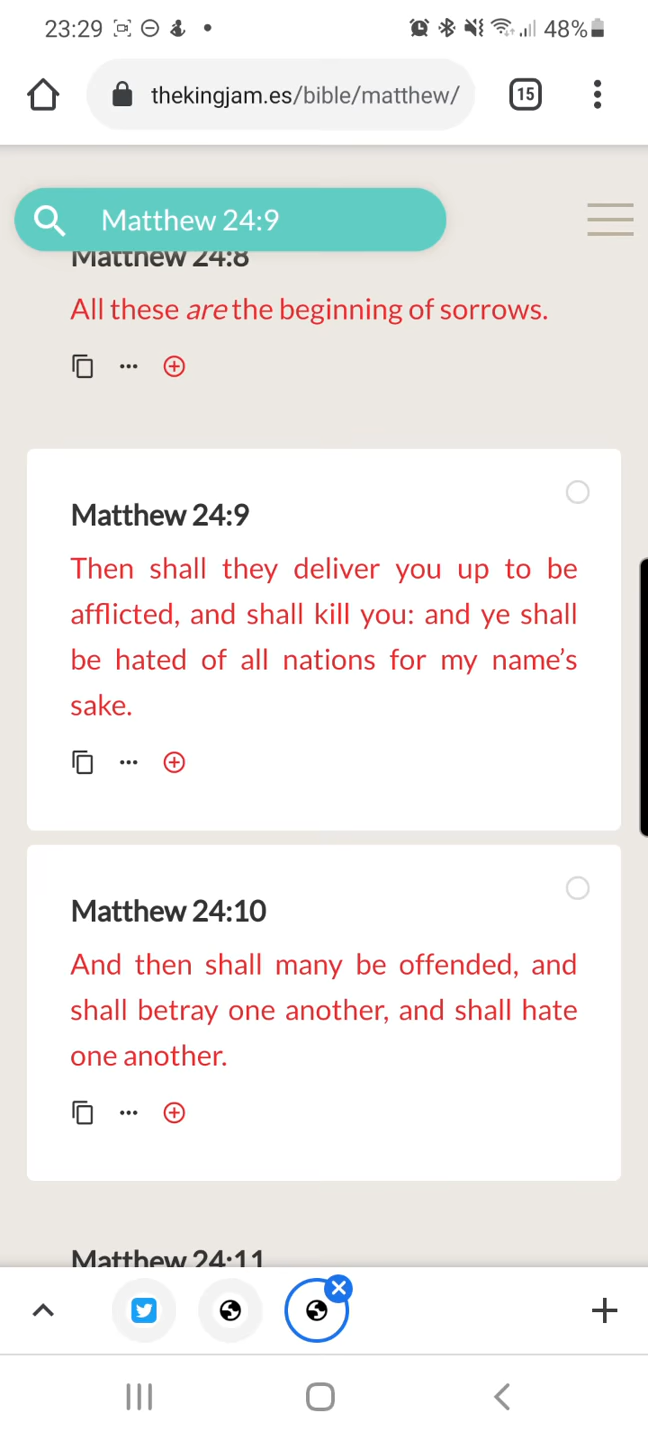 23:29
48%
thekingjam.es/bible/matthew/
15
Matthew 24:9
Matthew 24:8
All these are the beginning of sorrows.
Matthew 24:9
Then shall they deliver you up to be
afflicted, and shall kill you: and ye shall
be hated of all nations for my name’s
sake.
Matthew 24:10
And then shall many be offended, and
shall betray one another, and shall hate
one another.
Matthew 24:11